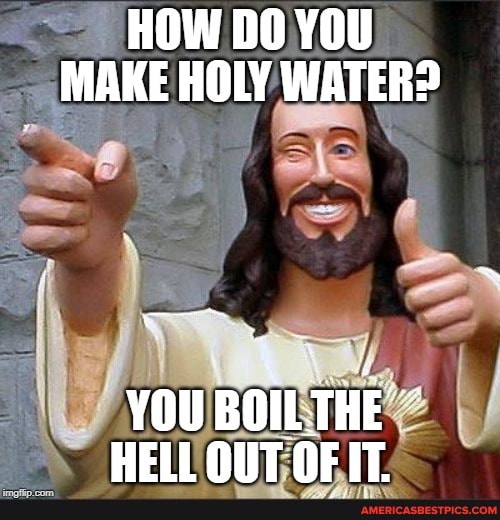 HOW DO YOU
MAKE HOLY WATER?
YOU BOIL THE
HELL OUT OF IT.
imgflip.com
AMERICASBESTPICS.COM